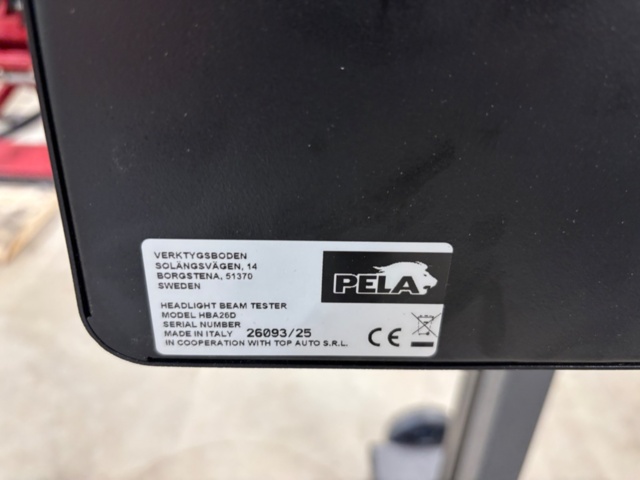 VERKTYGSBODEN
SOLÄNGSVÄGEN, 14
BORGSTENA, 51370
SWEDEN
PELA
HEADLIGHT BEAM TESTER
MODEL HBA26D
SERIAL NUMBER 26093/25
MADE IN ITALY
IN COOPERATION WITH TOP AUTO S.R.L.
CE